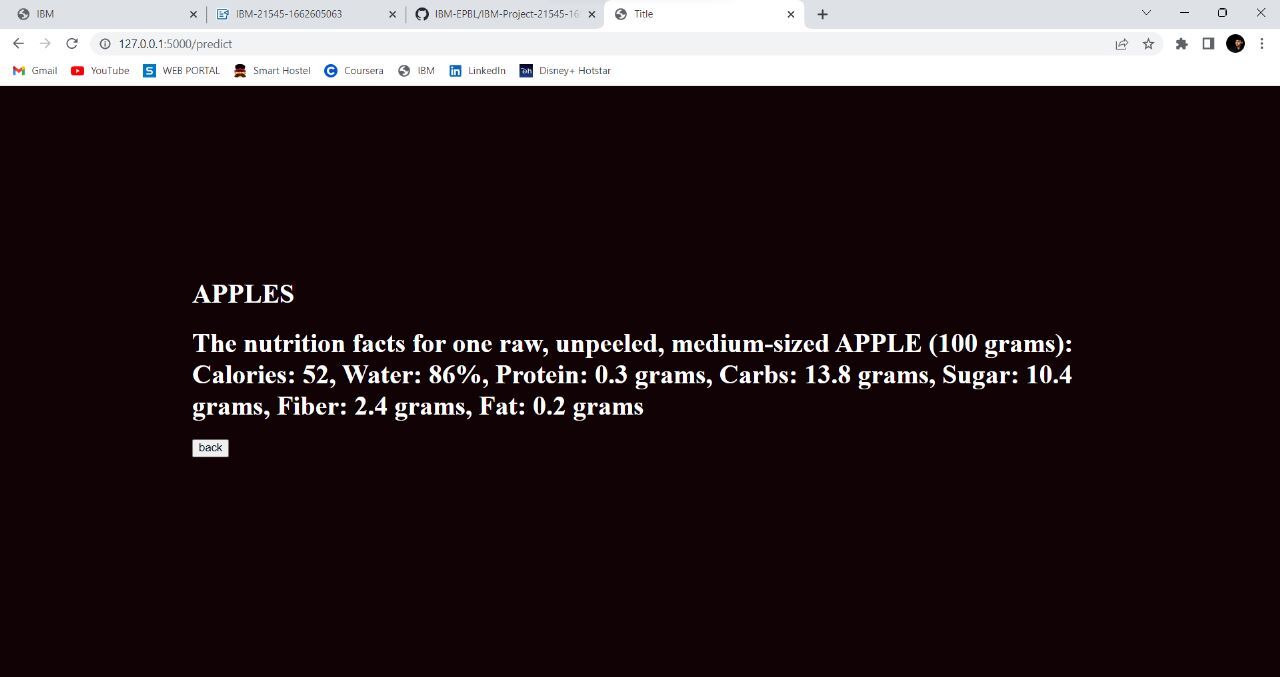 IBM
IBM-21545-1662605063
IBM-EPBL/IBM-Project-21545-16
Title
127.0.0.1:5000/predict
Gmail
YouTube
WEB PORTAL
Smart Hostel
Coursera
IBM
LinkedIn
Disney+ Hotstar
APPLES
The nutrition facts for one raw, unpeeled, medium-sized APPLE (100 grams):
Calories: 52, Water: 86%, Protein: 0.3 grams, Carbs: 13.8 grams, Sugar: 10.4
grams, Fiber: 2.4 grams, Fat: 0.2 grams
back